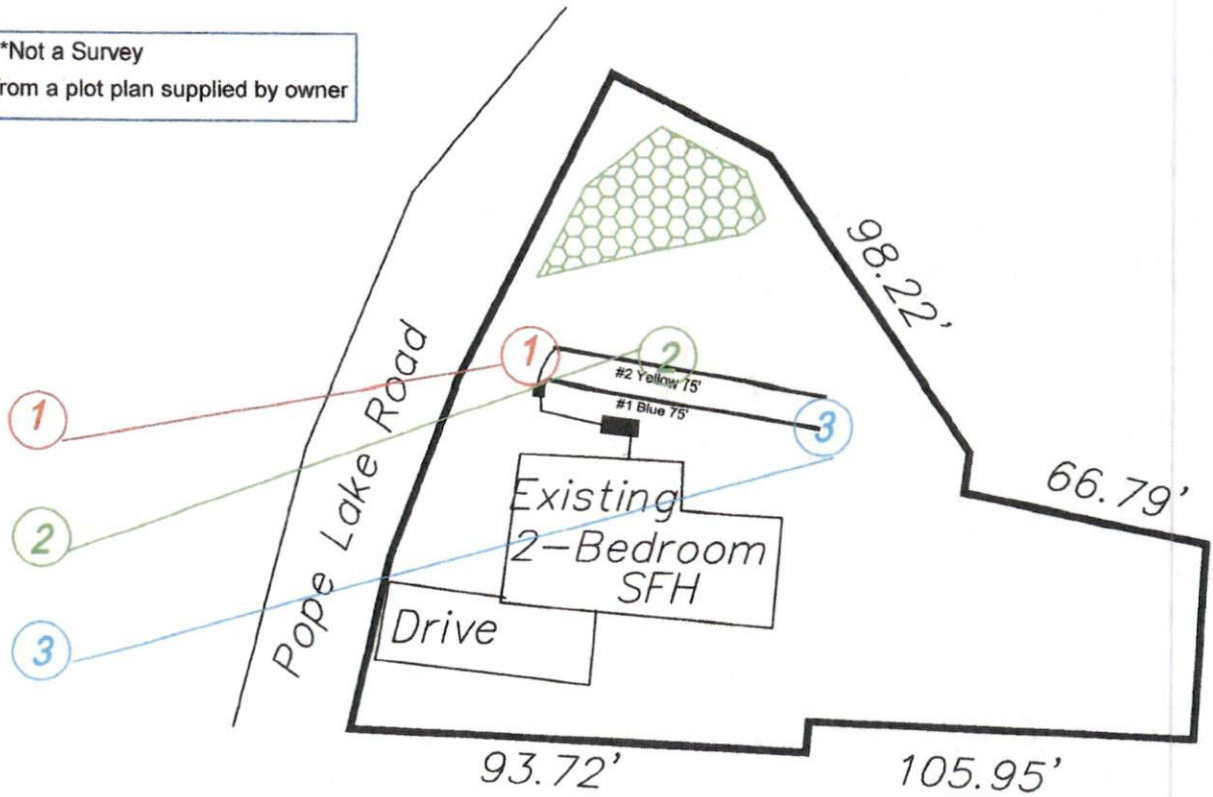 *Not a Survey
from a plot plan supplied by owner
98.22'
66.79'
Pope Lake Road
1
1
2
#2 Yellow 75'
#1 Blue 75'
3
2
3
Existing
2-Bedroom
SFH
Drive
93.72'
105.95'